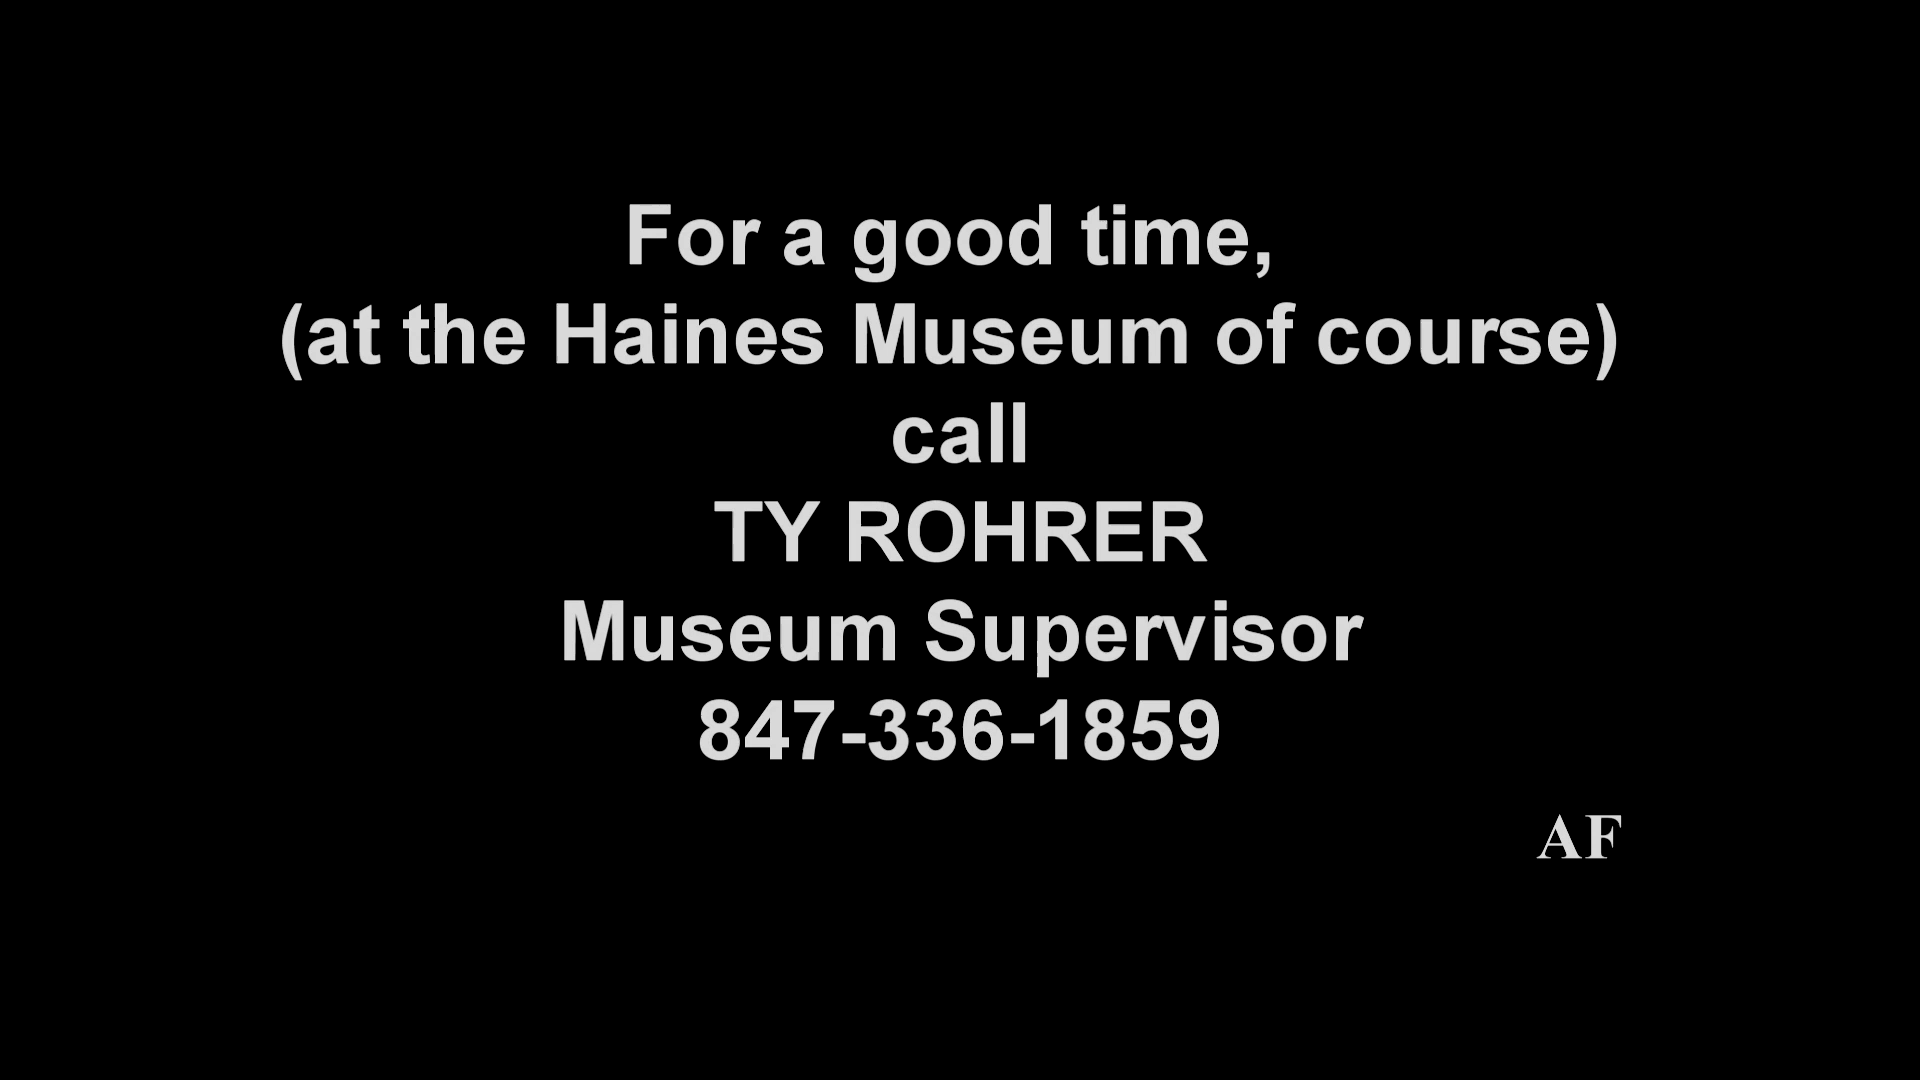 For a good time,
(at the Haines Museum of course)
call
TY ROHRER
Museum Supervisor
847-336-1859
AF